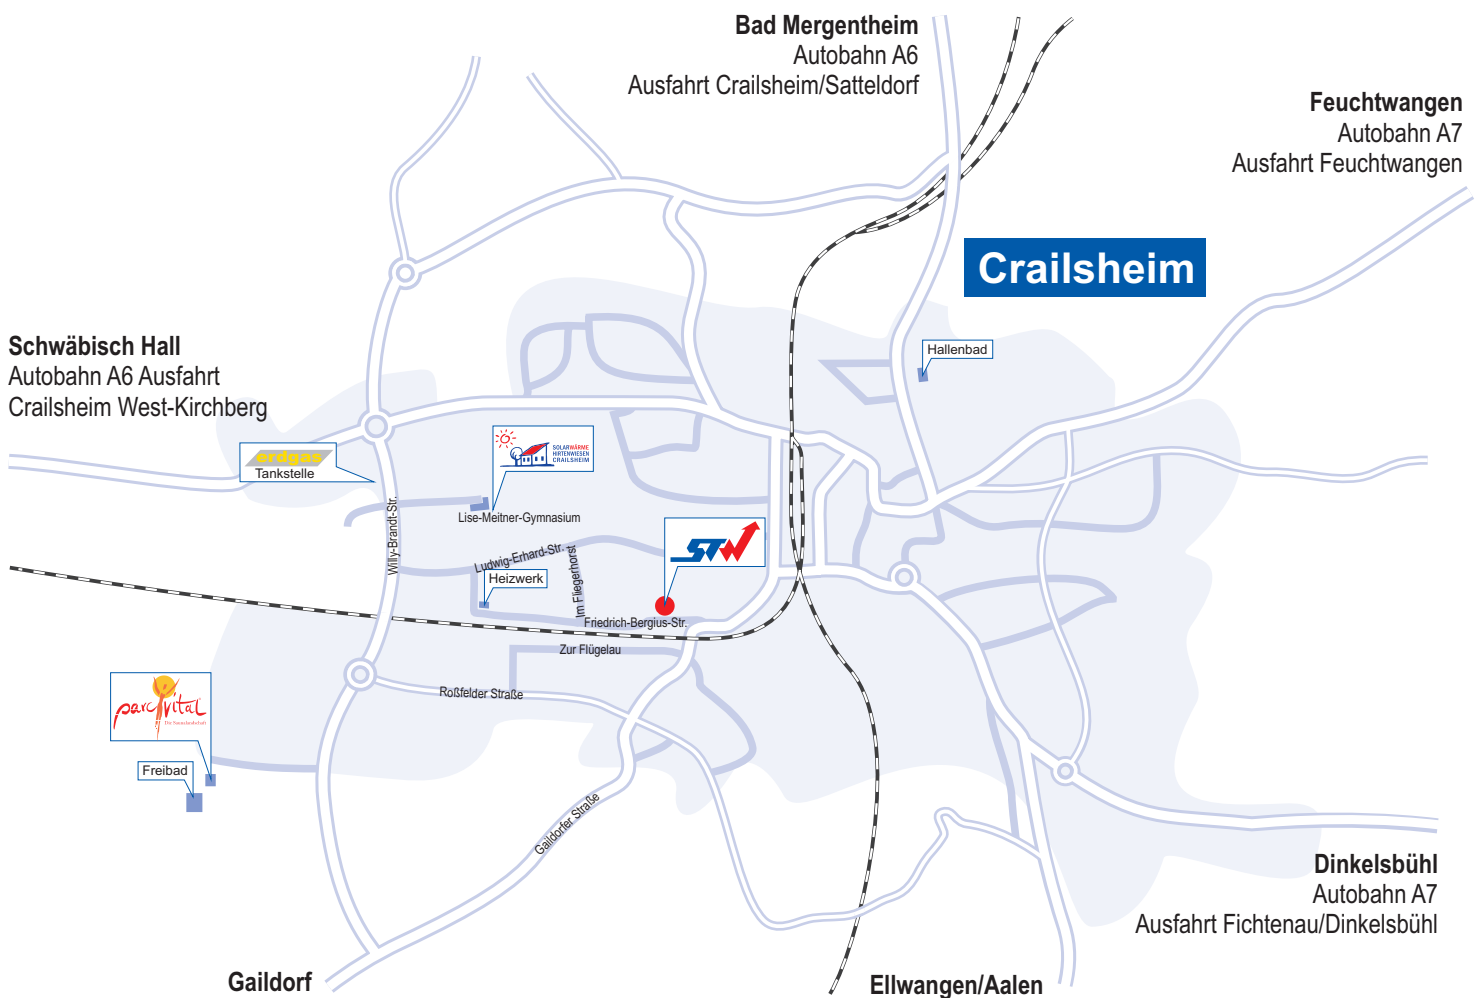 Bad Mergentheim
Autobahn A6
Ausfahrt Crailsheim/Satteldorf
Feuchtwangen
Autobahn A7
Ausfahrt Feuchtwangen
Crailsheim
Schwäbisch Hall
Autobahn A6 Ausfahrt
Crailsheim West-Kirchberg
Hallenbad
erdgas
Tankstelle
SOLARWÄRME
HIRTENWIESEN
CRAILSHEIM
Willy-Brandt-Str.
Lise-Meitner-Gymnasium
STW
Ludwig-Erhard-Str.
Im Fliegerhorst
Heizwerk
Friedrich-Bergius-Str.
Zur Flügelau
Roßfelder Straße
parc vital
Die Saunalandschaft
Freibad
Gaildorfer Straße
Dinkelsbühl
Autobahn A7
Ausfahrt Fichtenau/Dinkelsbühl
Gaildorf
Ellwangen/Aalen